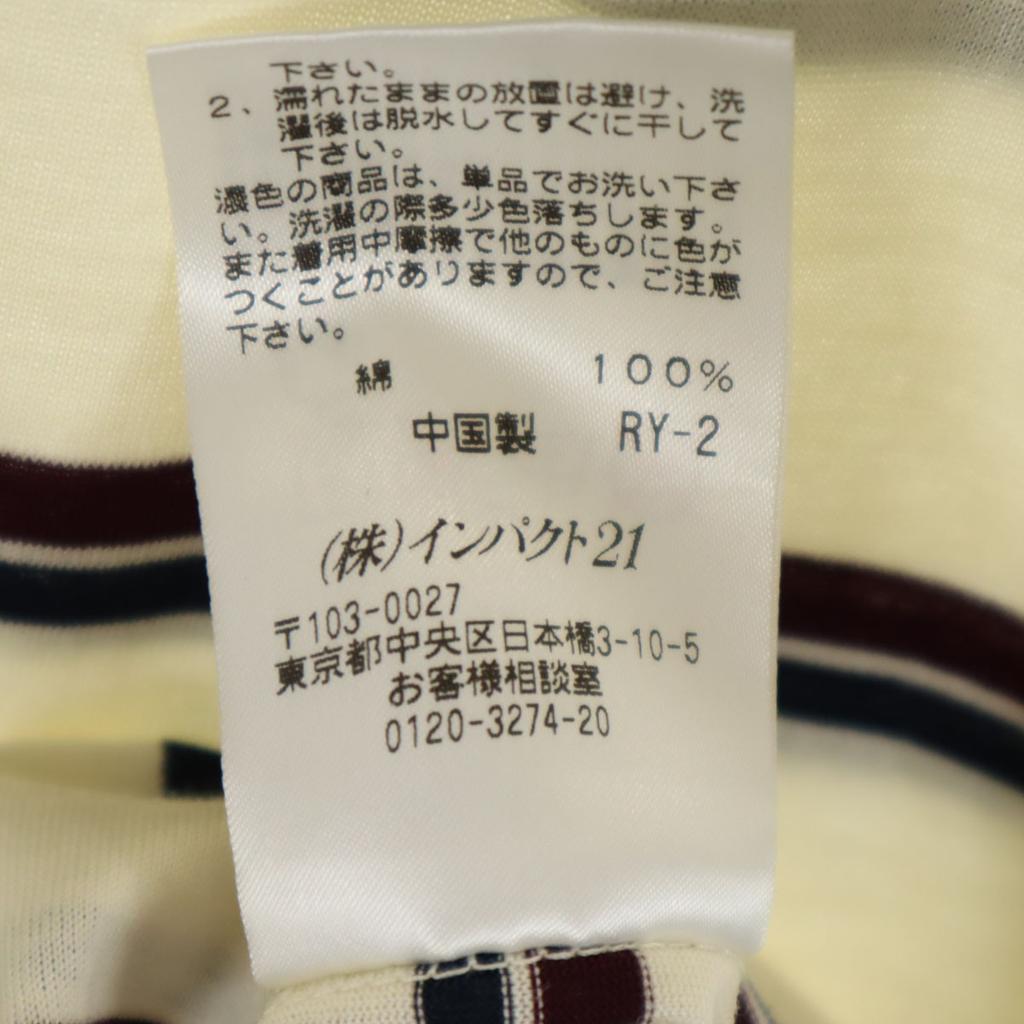 下さい。
2、濡れたままの放置は避け、洗
濯後は脱水してすぐに干して
下さい。
濃色の商品は、単品でお洗い下さ
い。洗濯の際多少色落ちします。
また着用中摩擦で他のものに色が
つくことがありますので、ご注意
下さい。
綿 100%
中国製 RY-2
(株)インパクト21
〒103-0027
東京都中央区日本橋3-10-5
お客様相談室
0120-3274-20